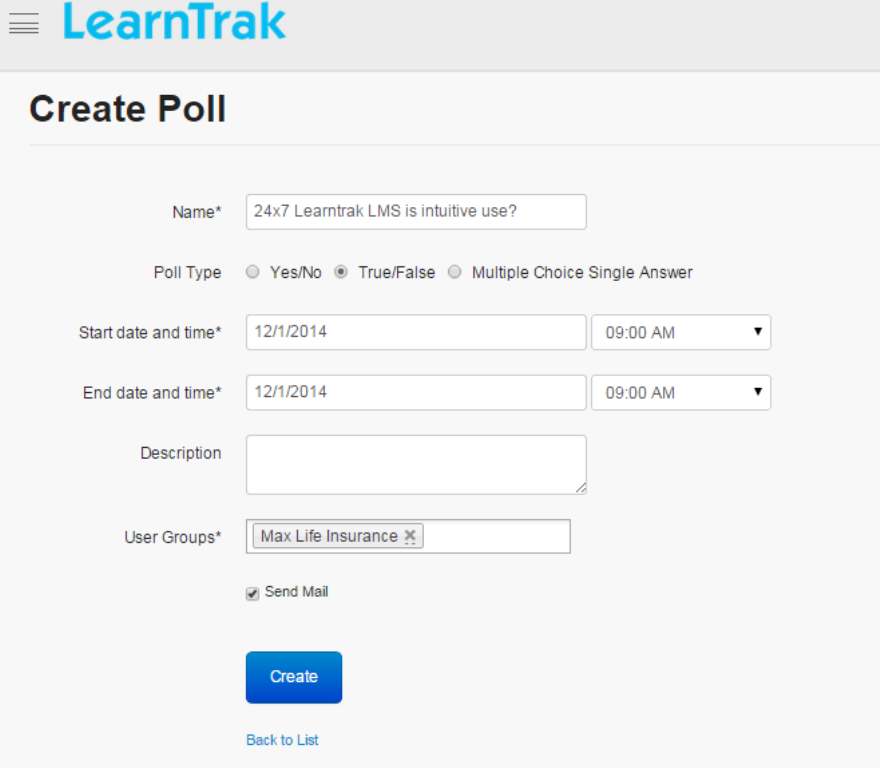 LearnTrak
Create Poll
Name* 24x7 Learntrak LMS is intuitive use?
Poll Type Yes/No True/False Multiple Choice Single Answer
Start date and time* 12/1/2014 09:00 AM
End date and time* 12/1/2014 09:00 AM
Description
User Groups* Max Life Insurance
Send Mail
Create
Back to List